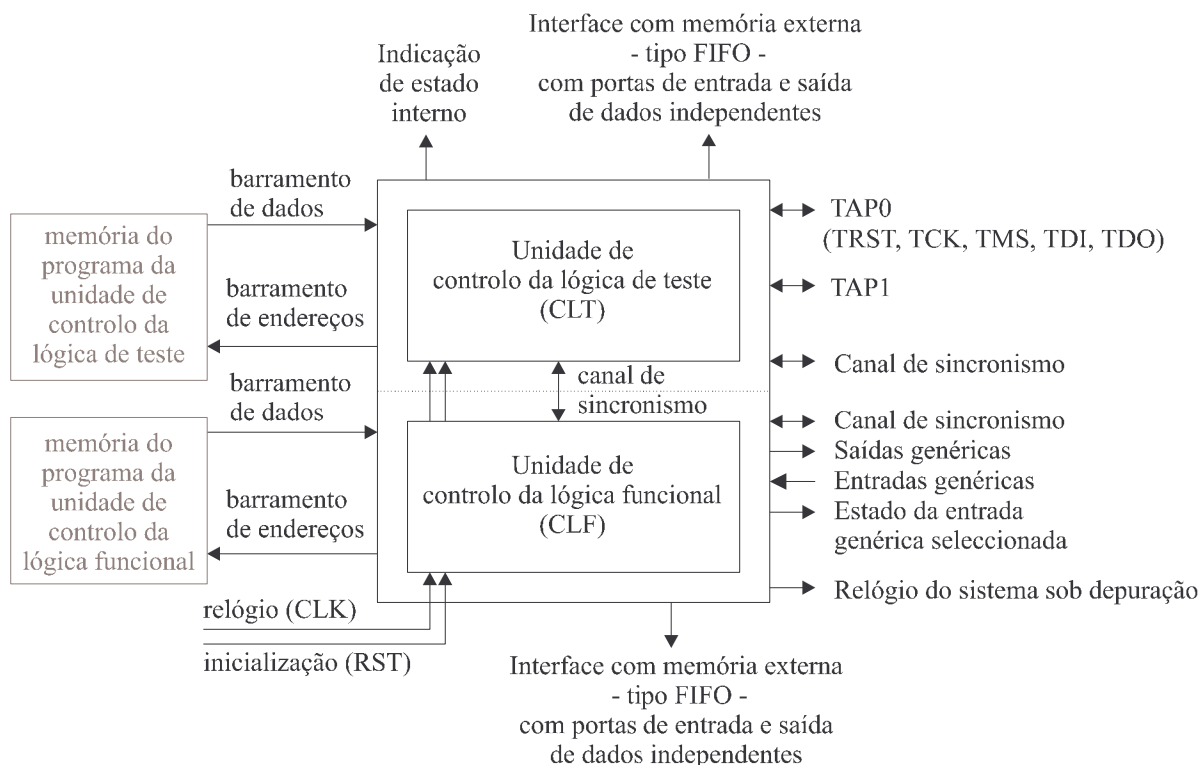 Indicação
de estado
interno
Interface com memória externa
- tipo FIFO -
com portas de entrada e saída
de dados independentes
barramento
de dados
memória do
programa da
unidade de
controlo da
lógica de teste
barramento
de endereços
Unidade de
controlo da lógica de teste
(CLT)
TAP0
(TRST, TCK, TMS, TDI, TDO)
TAP1
Canal de sincronismo
canal de
sincronismo
barramento
de dados
memória do
programa da
unidade de
controlo da
lógica funcional
barramento
de endereços
Unidade de
controlo da lógica funcional
(CLF)
Canal de sincronismo
Saídas genéricas
Entradas genéricas
Estado da entrada
genérica seleccionada
Relógio do sistema sob depuração
relógio (CLK)
inicialização (RST)
Interface com memória externa
- tipo FIFO -
com portas de entrada e saída
de dados independentes